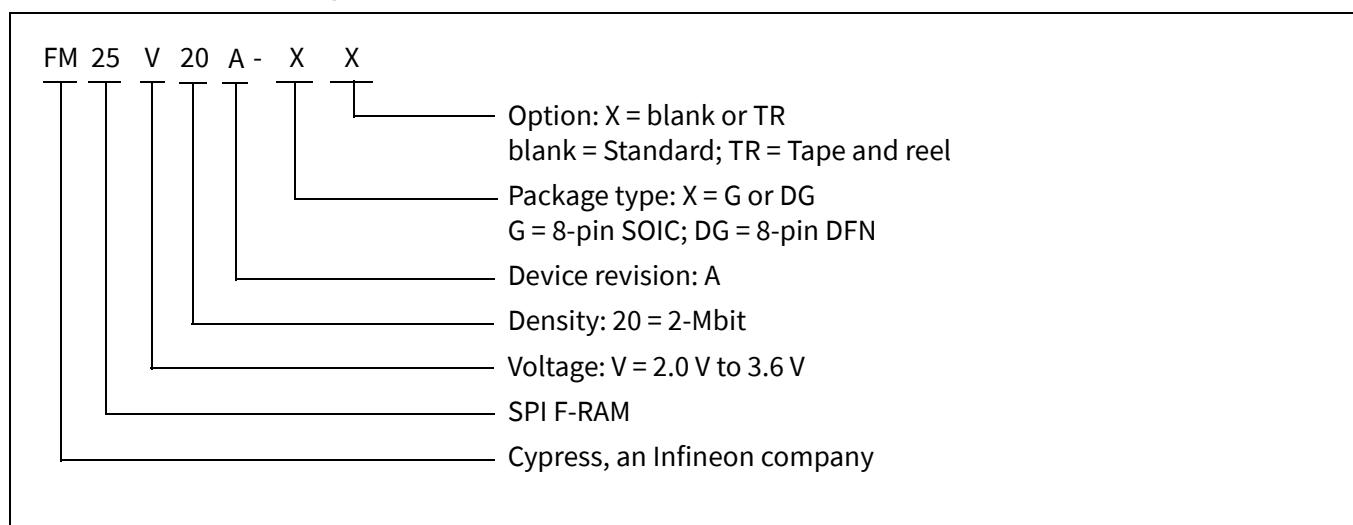 FM 25 V 20 A - X X
Option: X = blank or TR
blank = Standard; TR = Tape and reel
Package type: X = G or DG
G = 8-pin SOIC; DG = 8-pin DFN
Device revision: A
Density: 20 = 2-Mbit
Voltage: V = 2.0 V to 3.6 V
SPI F-RAM
Cypress, an Infineon company